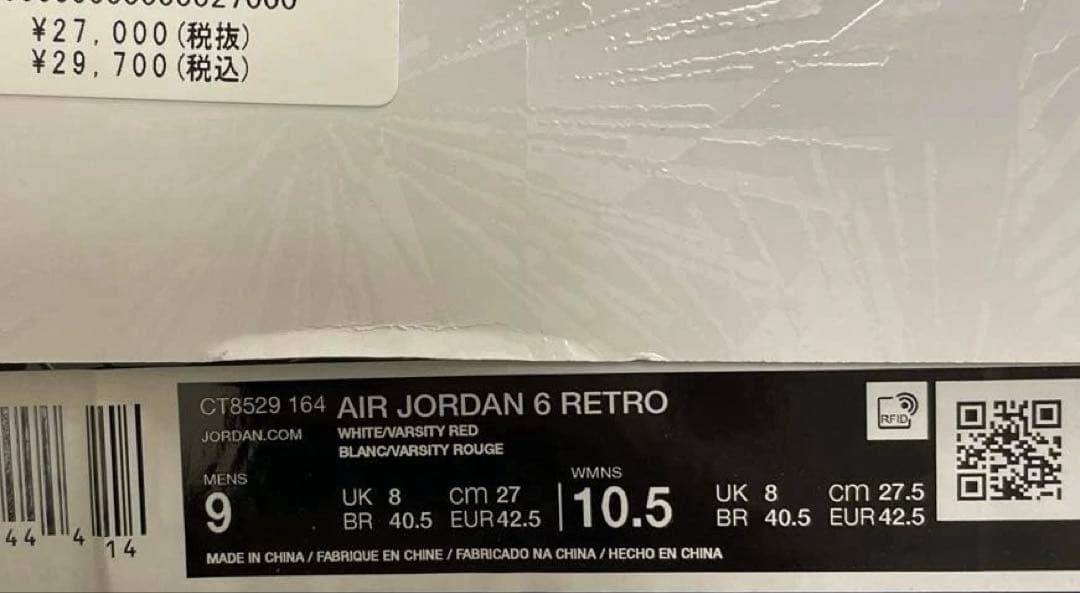 ¥27,000(税抜)
¥29,700(税込)
CT8529 164 AIR JORDAN 6 RETRO
JORDAN.COM
WHITE/VARSITY RED
BLANC/VARSITY ROUGE
RFID
MENS
9
UK 8 cm 27
BR 40.5 EUR 42.5
WMNS
10.5
UK 8 cm 27.5
BR 40.5 EUR 42.5
MADE IN CHINA / FABRIQUE EN CHINE / FABRICADO NA CHINA / HECHO EN CHINA
44 4 14